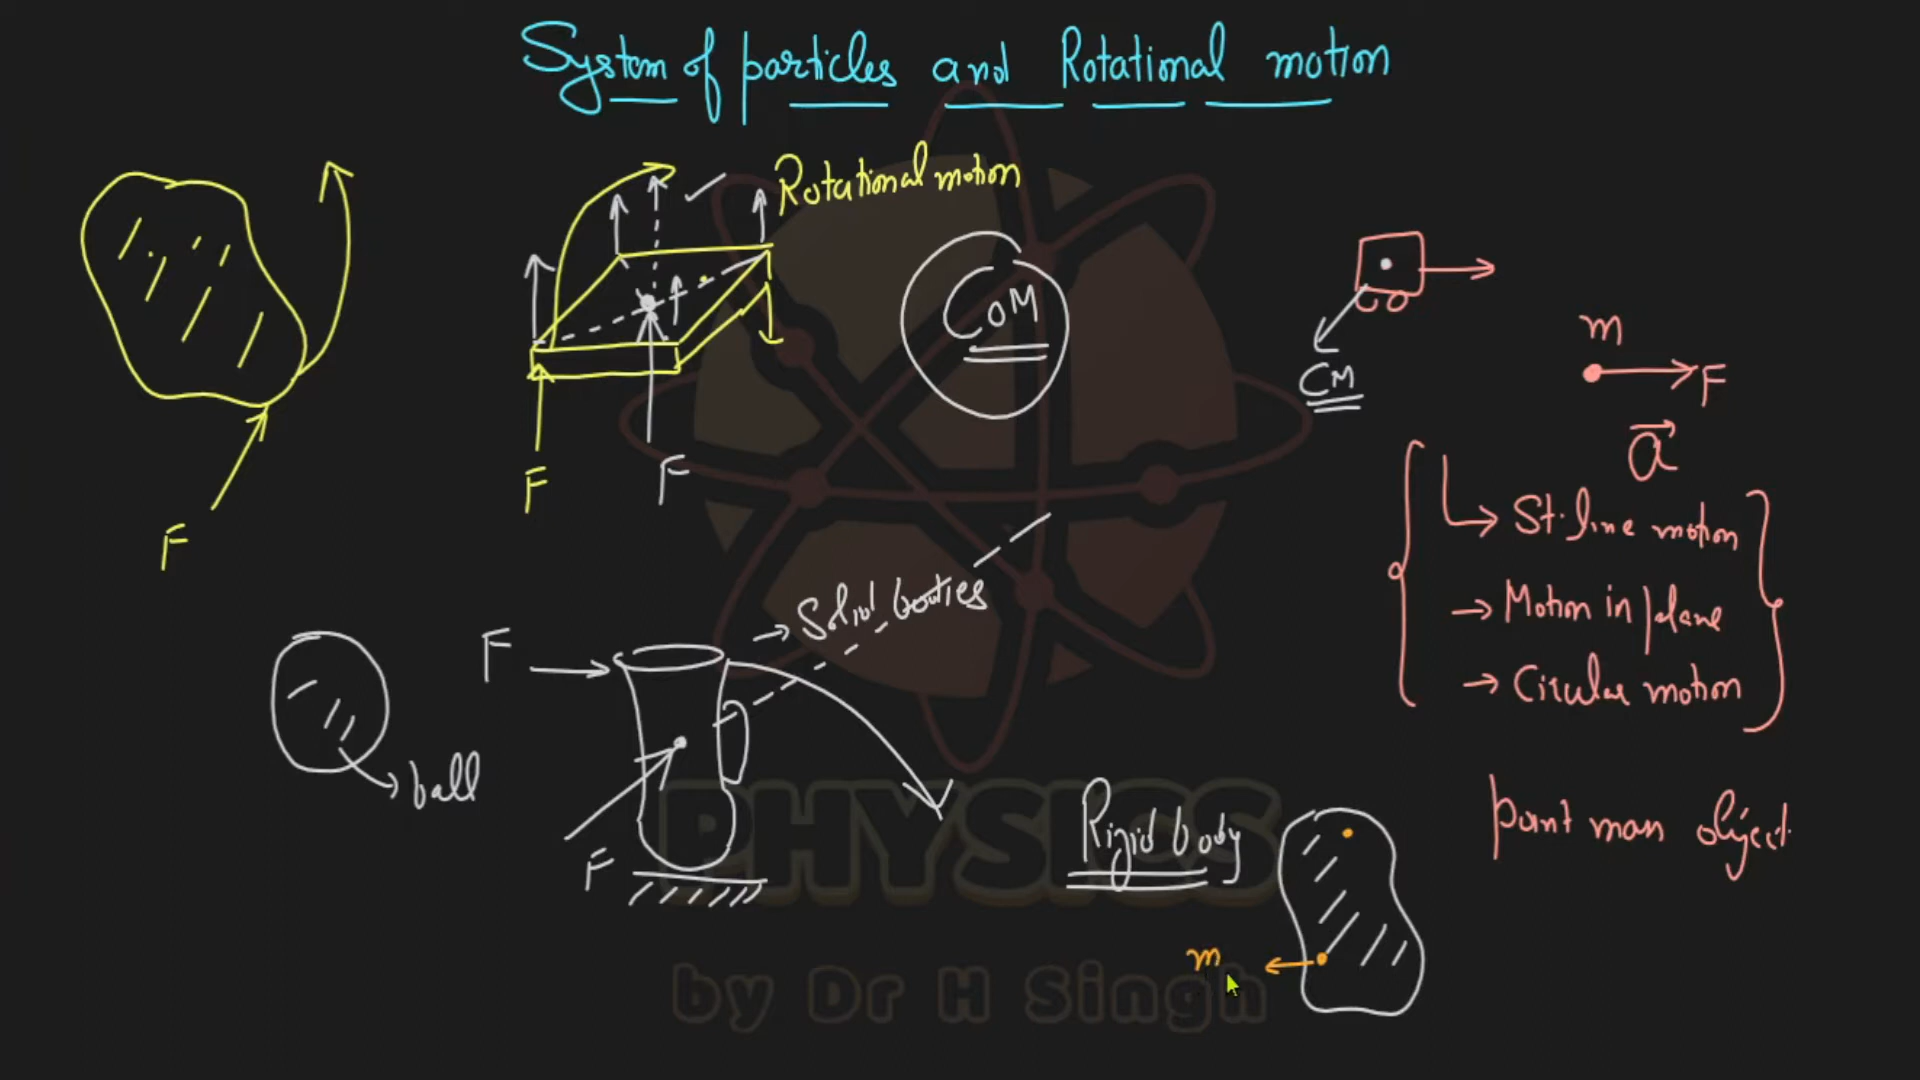 System of particles and Rotational motion
Rotational motion
COM
CM
m
F
a
F
F
F
St. line motion
Motion in plane
Circular motion
→ Solid bodies
F
ball
F
Rigid body
point mass object
m
PHYSICS
by Dr H Singh